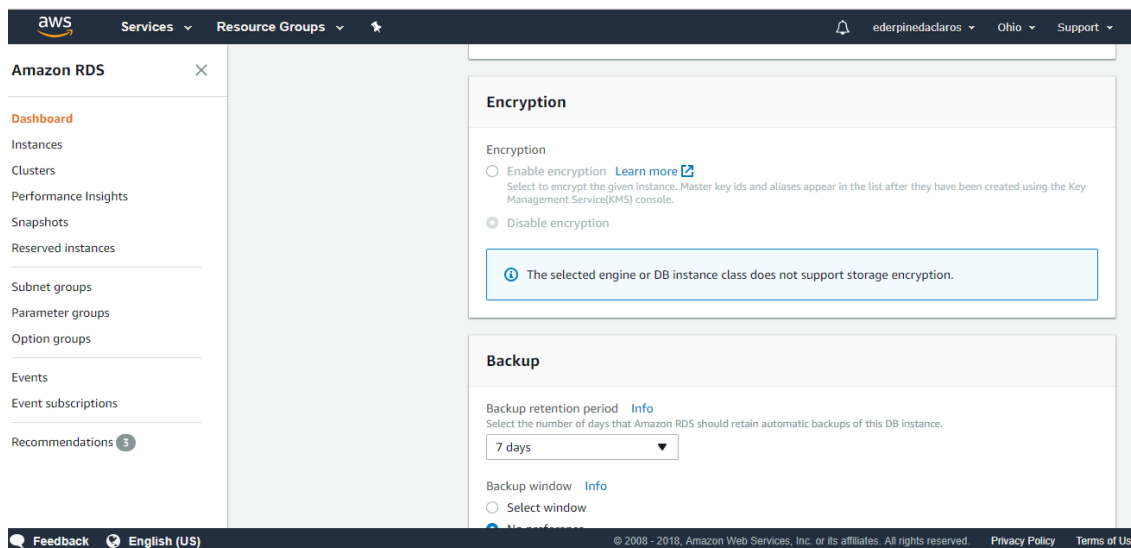 aws Services Resource Groups ederpinedaclaros Ohio Support
Amazon RDS
Dashboard
Instances
Clusters
Performance Insights
Snapshots
Reserved instances
Subnet groups
Parameter groups
Option groups
Events
Event subscriptions
Recommendations 3
Encryption
Encryption
Enable encryption Learn more
Select to encrypt the given instance. Master key ids and aliases appear in the list after they have been created using the Key
Management Service(KMS) console.
Disable encryption
The selected engine or DB instance class does not support storage encryption.
Backup
Backup retention period Info
Select the number of days that Amazon RDS should retain automatic backups of this DB instance.
7 days
Backup window Info
Select window
No preference
Feedback English (US) © 2008 - 2018, Amazon Web Services, Inc. or its affiliates. All rights reserved. Privacy Policy Terms of Us